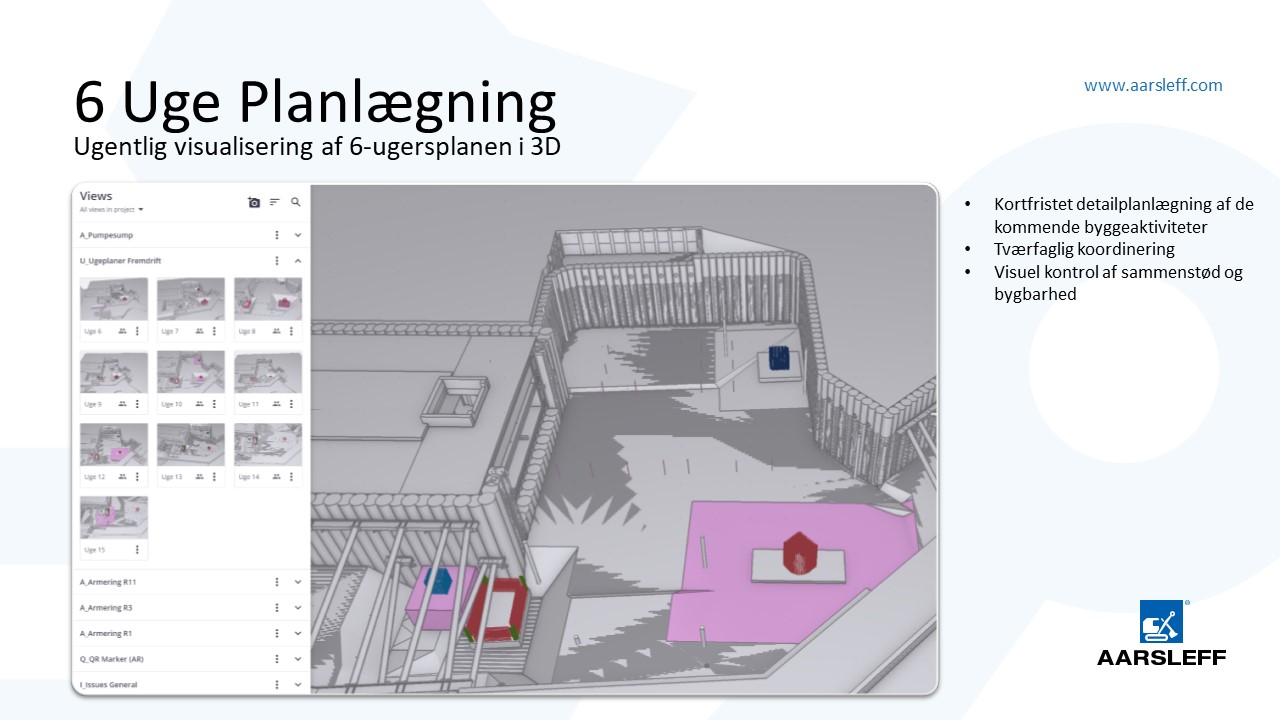 6 Uge Planlægning
Ugentlig visualisering af 6-ugersplanen i 3D
www.aarsleff.com
Views
All views in project
A_Pumpesump
U_Ugeplaner Fremdrift
Uge 6
Uge 7
Uge 8
Uge 9
Uge 10
Uge 11
Uge 12
Uge 13
Uge 14
Uge 15
A_Armering R11
A_Armering R3
A_Armering R1
Q_QR Marker (AR)
I_Issues General
• Kortfristet detailplanlægning af de
kommende byggeaktiviteter
• Tværfaglig koordinering
• Visuel kontrol af sammenstød og
bygbarhed
AARSLEFF